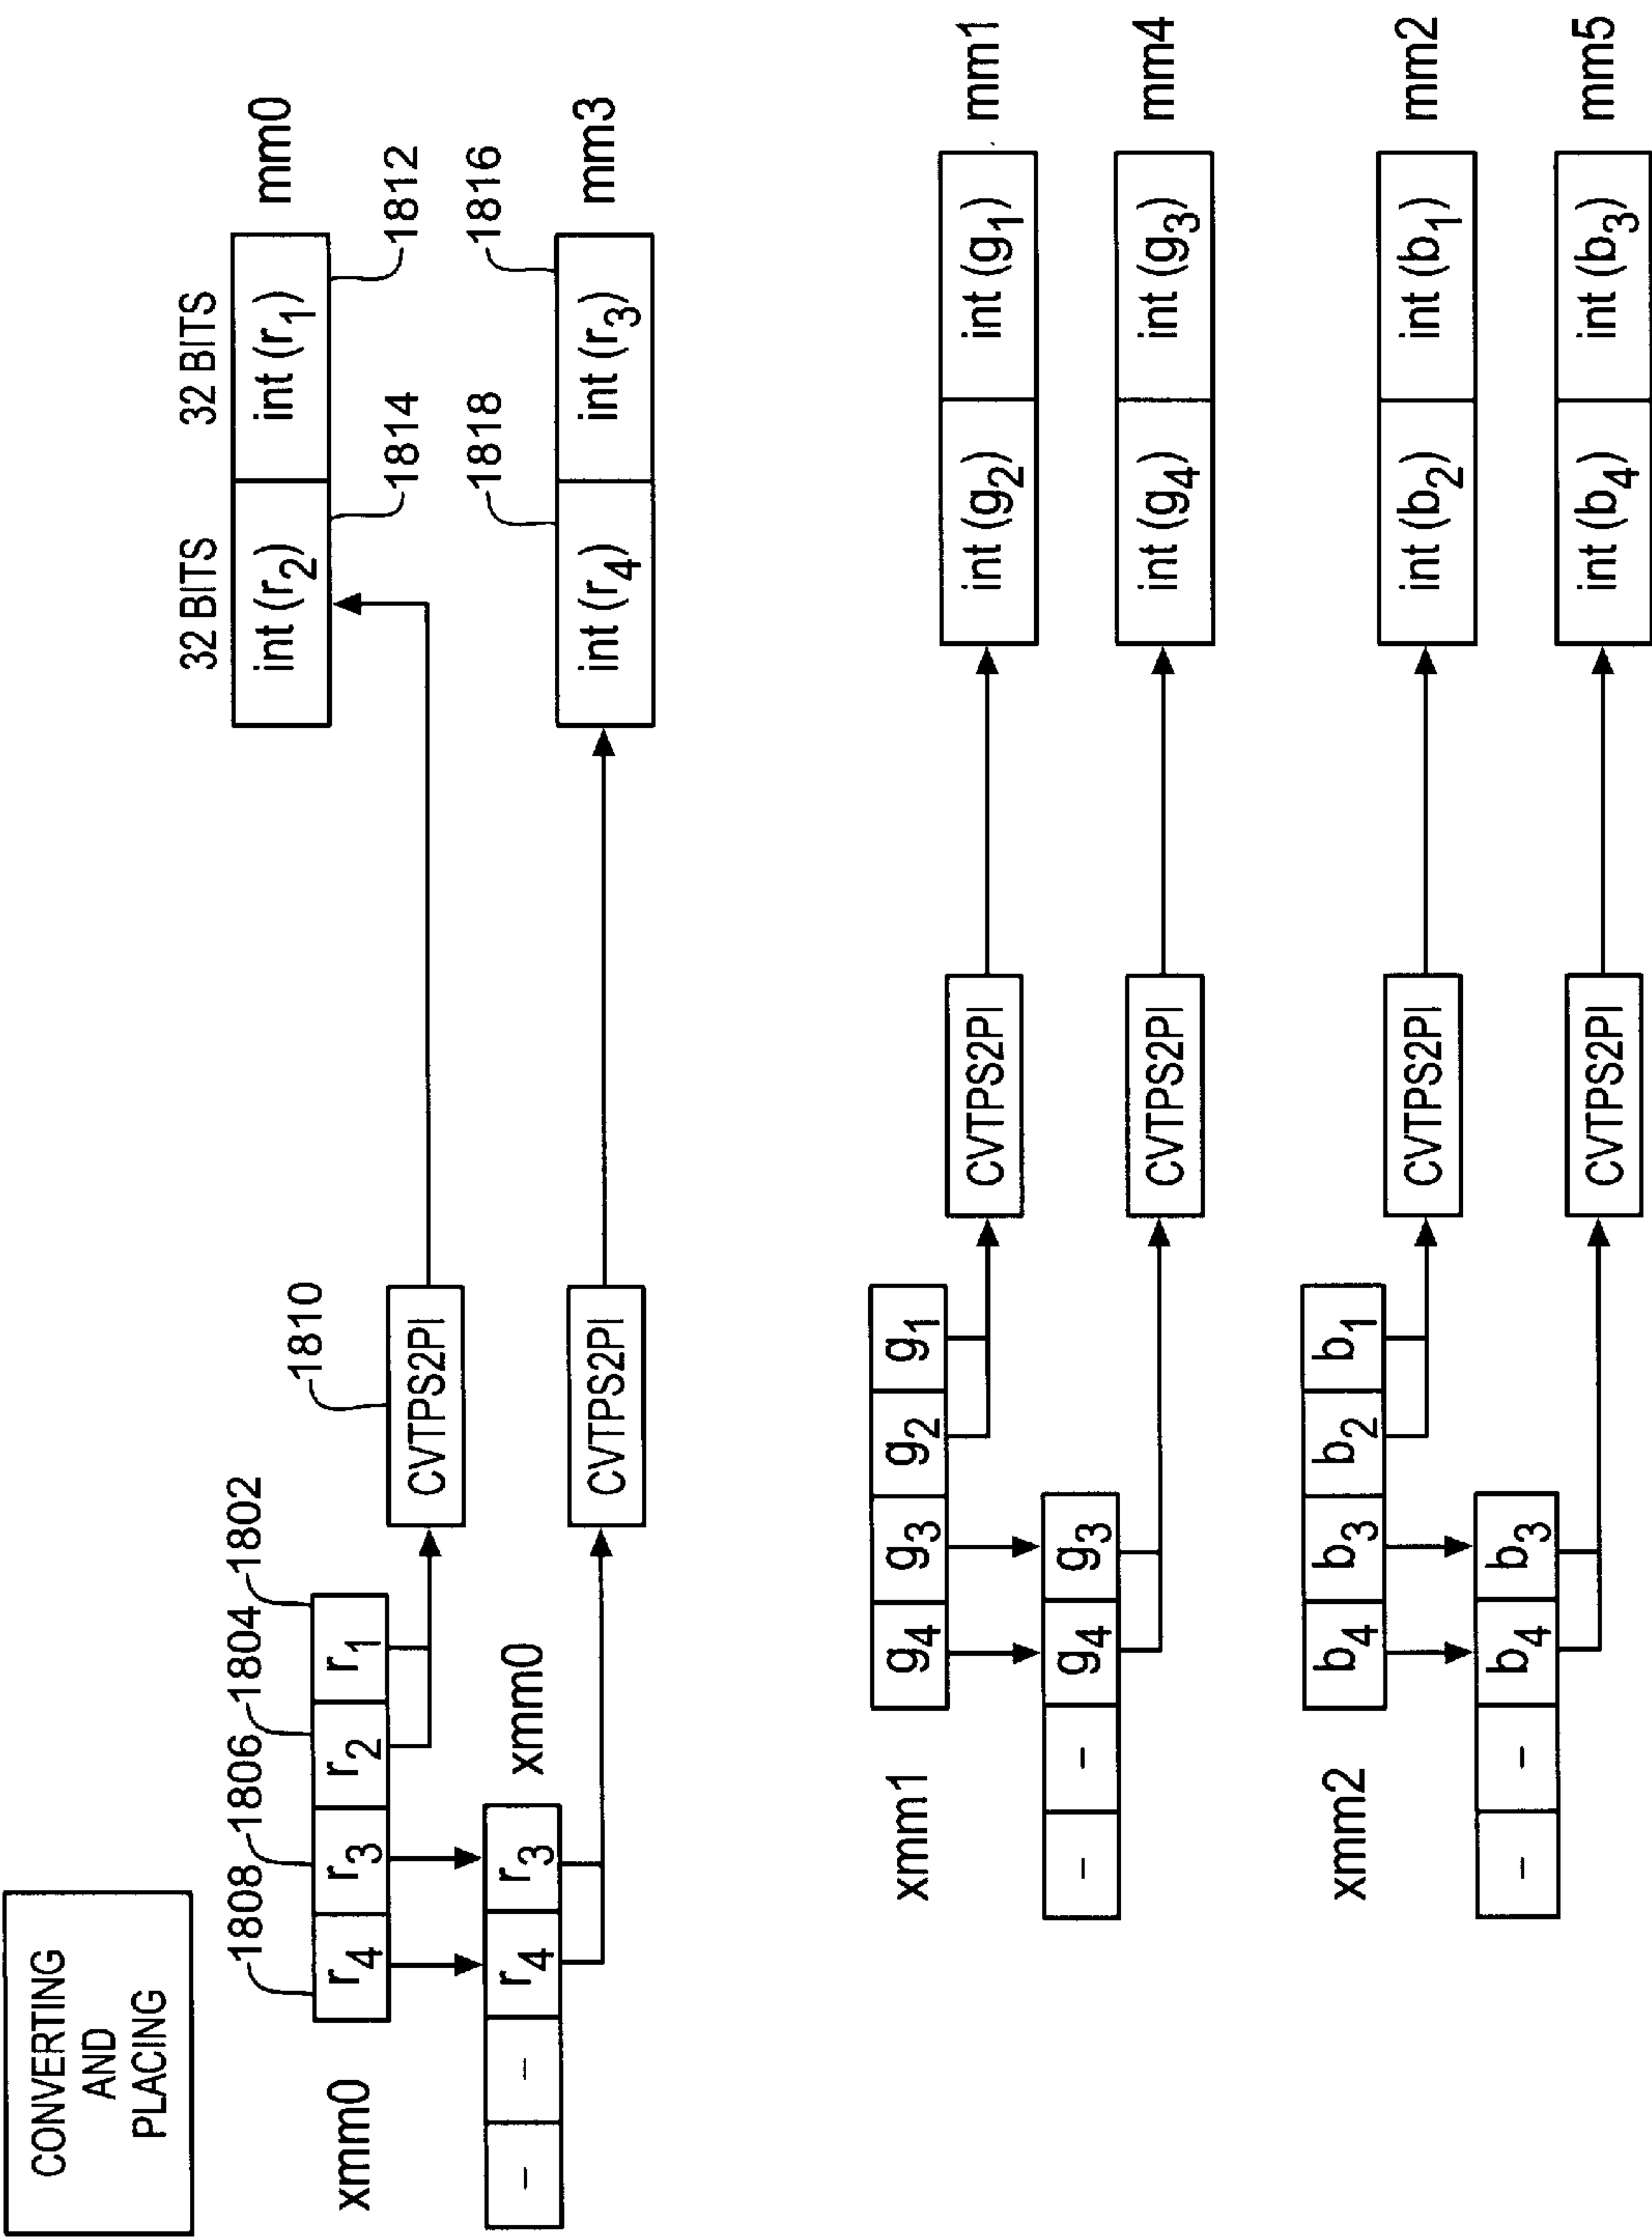 CONVERTING
AND
PLACING
32 BITS 32 BITS
xmm0 1808 1806 1804 1802 1810 int (r2) int (r1) mm0
r4 r3 r2 r1 CVTPS2PI 1814 1812
xmm0 1818 1816
- - r4 r3 CVTPS2PI int (r4) int (r3) mm3
xmm1 g4 g3 g2 g1 CVTPS2PI int (g2) int (g1) mm1
- - g4 g3 CVTPS2PI int (g4) int (g3) mm4
xmm2 b4 b3 b2 b1 CVTPS2PI int (b2) int (b1) mm2
- - b4 b3 CVTPS2PI int (b4) int (b3) mm5